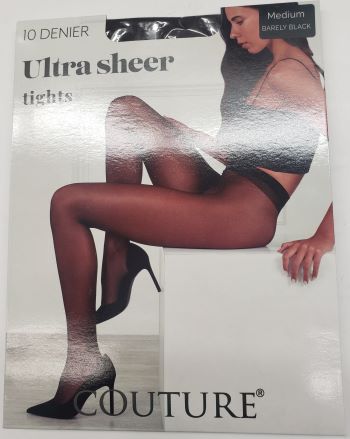 10 DENIER
Medium
BARELY BLACK
Ultra sheer
tights
COUTURE®